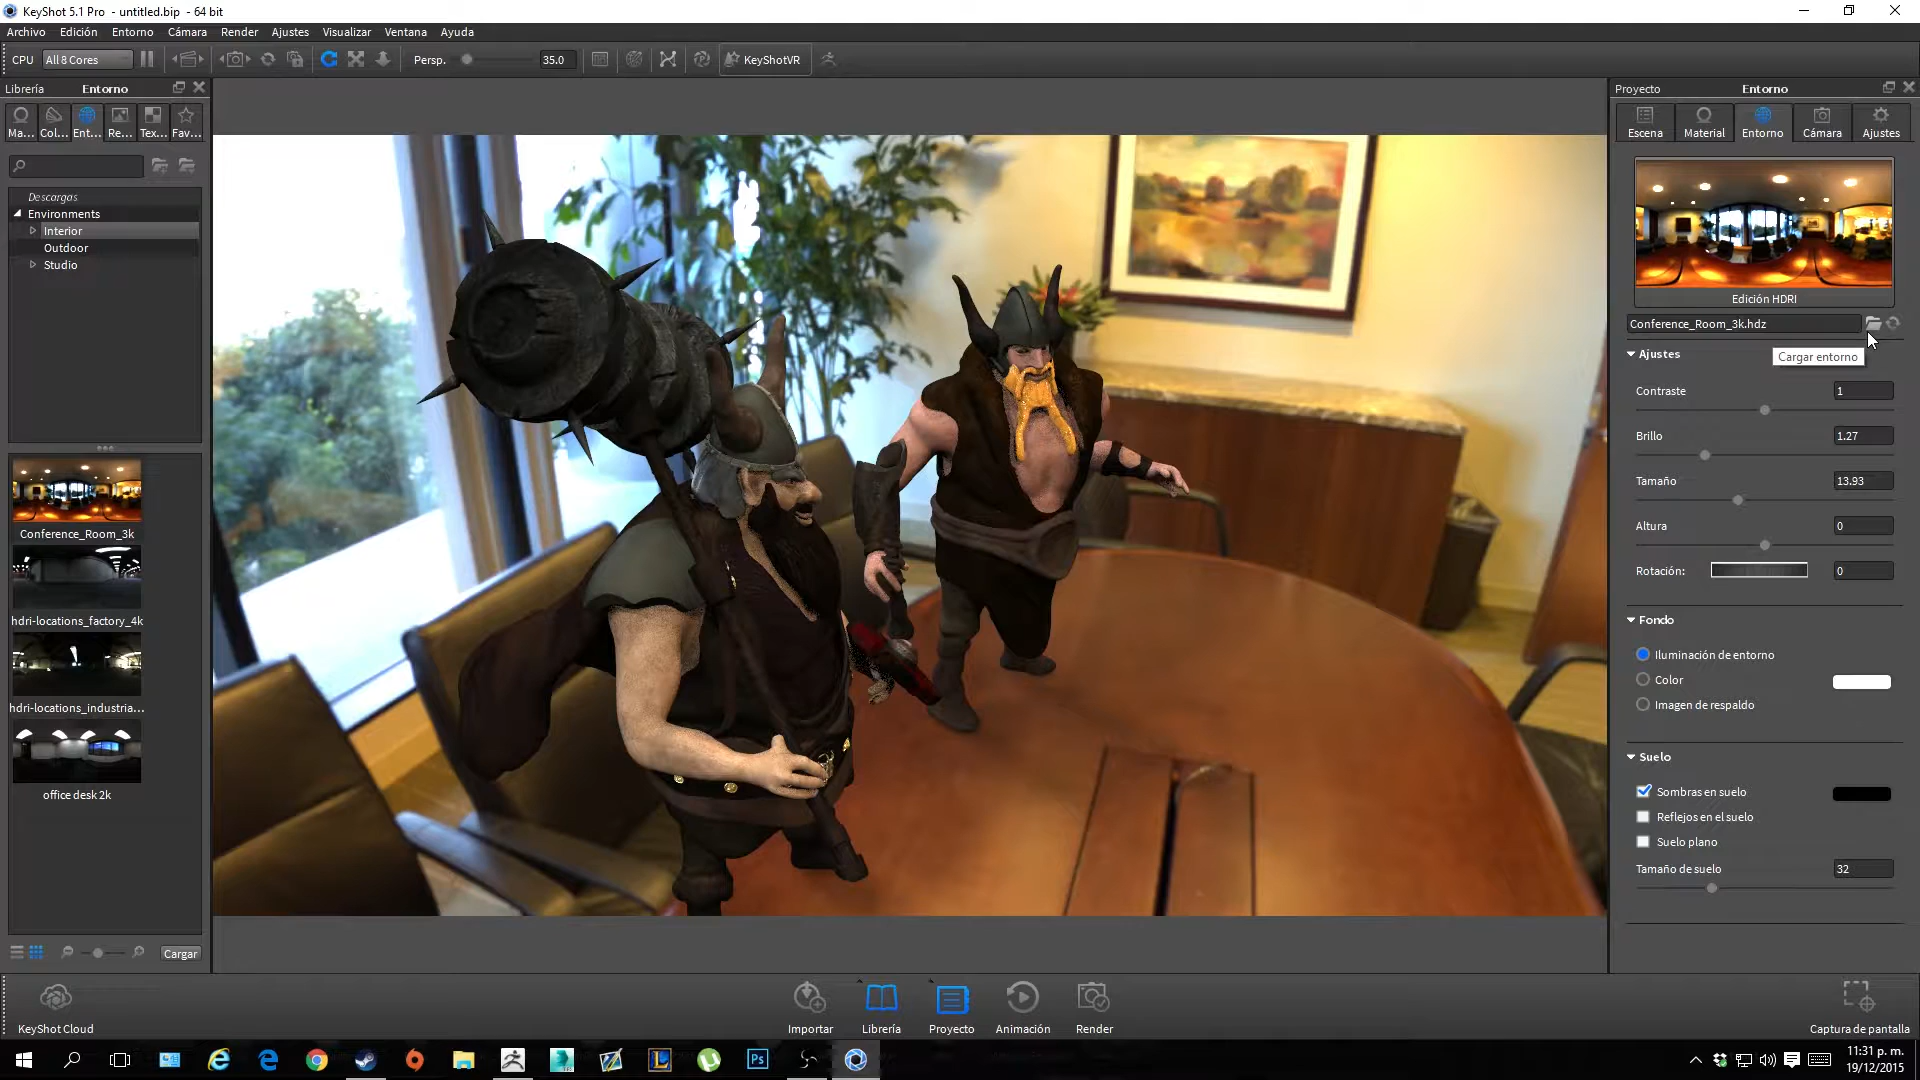 KeyShot 5.1 Pro - untitled.bip - 64 bit
Archivo Edición Entorno Cámara Render Ajustes Visualizar Ventana Ayuda
CPU All 8 Cores Persp. 35.0 KeyShotVR
Librería Entorno
Ma... Col... Ent... Re... Tex... Fav...
Descargas
Environments
Interior
Outdoor
Studio
Conference_Room_3k
hdri-locations_factory_4k
hdri-locations_industria...
office desk 2k
Cargar
Proyecto Entorno
Escena Material Entorno Cámara Ajustes
Edición HDRI
Conference_Room_3k.hdz
Cargar entorno
Ajustes
Contraste 1
Brillo 1.27
Tamaño 13.93
Altura 0
Rotación: 0
Fondo
Iluminación de entorno
Color
Imagen de respaldo
Suelo
Sombras en suelo
Reflejos en el suelo
Suelo plano
Tamaño de suelo 32
KeyShot Cloud Importar Librería Proyecto Animación Render Captura de pantalla
Ps
11:31 p. m.
19/12/2015